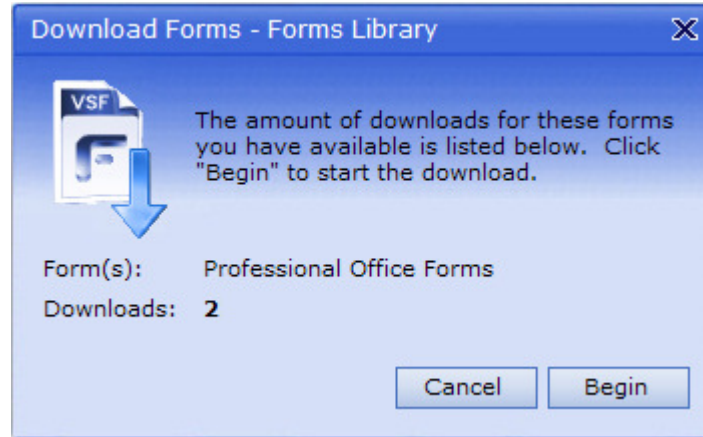 Download Forms - Forms Library
VSF
The amount of downloads for these forms
you have available is listed below. Click
"Begin" to start the download.
Form(s): Professional Office Forms
Downloads: 2
Cancel Begin